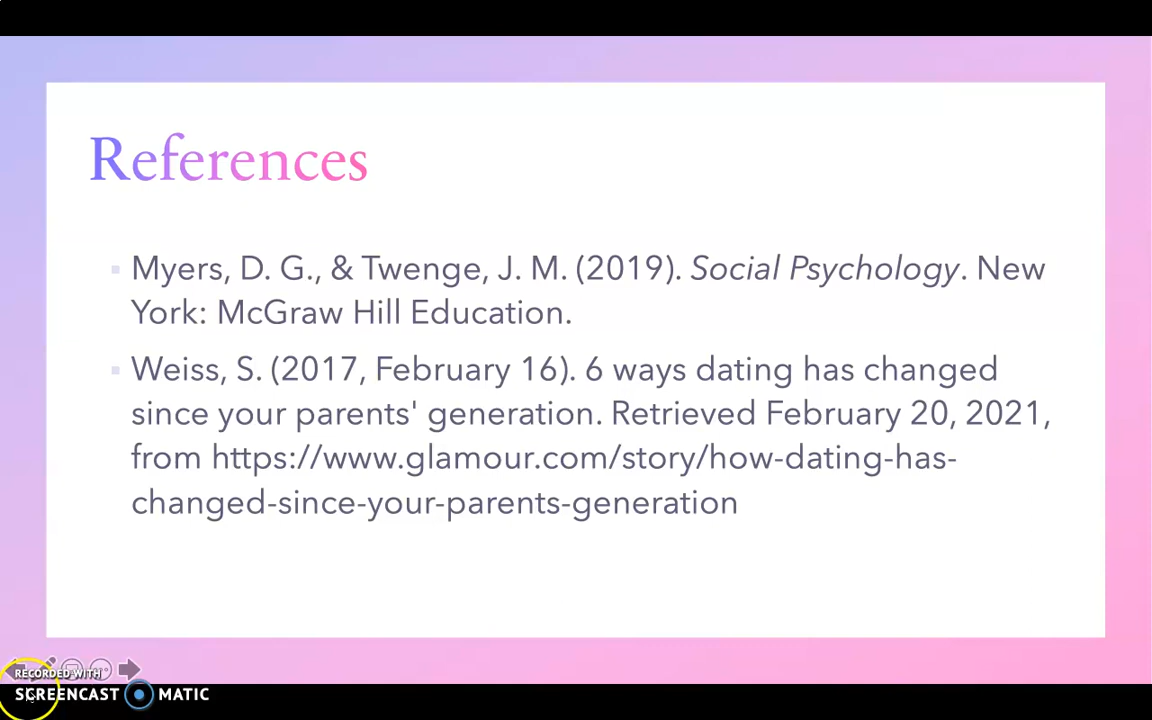 References
Myers, D. G., & Twenge, J. M. (2019). Social Psychology. New
York: McGraw Hill Education.
Weiss, S. (2017, February 16). 6 ways dating has changed
since your parents' generation. Retrieved February 20, 2021,
from https://www.glamour.com/story/how-dating-has-
changed-since-your-parents-generation
RECORDED WITH
SCREENCAST MATIC